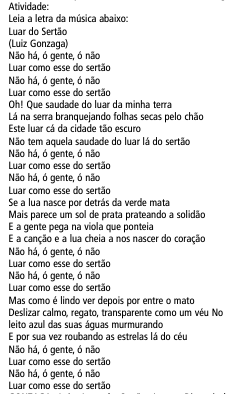 Atividade:
Leia a letra da música abaixo:
Luar do Sertão
(Luiz Gonzaga)
Não há, ó gente, ó não
Luar como esse do sertão
Não há, ó gente, ó não
Luar como esse do sertão
Oh! Que saudade do luar da minha terra
Lá na serra branquejando folhas secas pelo chão
Este luar cá da cidade tão escuro
Não tem aquela saudade do luar lá do sertão
Não há, ó gente, ó não
Luar como esse do sertão
Não há, ó gente, ó não
Luar como esse do sertão
Se a lua nasce por detrás da verde mata
Mais parece um sol de prata prateando a solidão
E a gente pega na viola que ponteia
E a canção e a lua cheia a nos nascer do coração
Não há, ó gente, ó não
Luar como esse do sertão
Não há, ó gente, ó não
Luar como esse do sertão
Mas como é lindo ver depois por entre o mato
Deslizar calmo, regato, transparente como um véu No
leito azul das suas águas murmurando
E por sua vez roubando as estrelas lá do céu
Não há, ó gente, ó não
Luar como esse do sertão
Não há, ó gente, ó não
Luar como esse do sertão